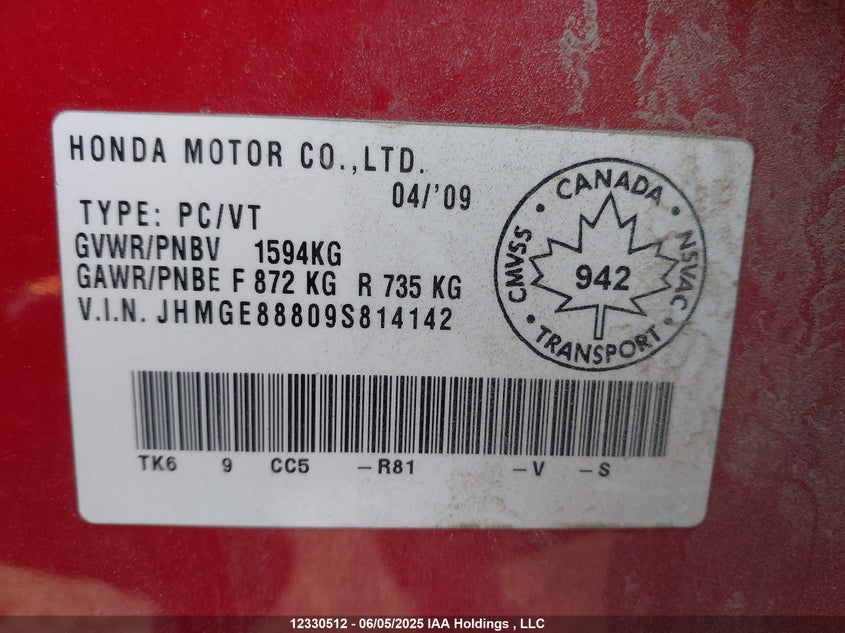 HONDA MOTOR CO.,LTD.
04/'09
TYPE: PC/VT
GVWR/PNBV 1594KG
GAWR/PNBE F 872 KG R 735 KG
V.I.N. JHMGE88809S814142
CANADA
CMVSS
NSVAC
942
TRANSPORT
TK6 9 CC5 -R81 -V -S
12330512 - 06/05/2025 IAA Holdings , LLC